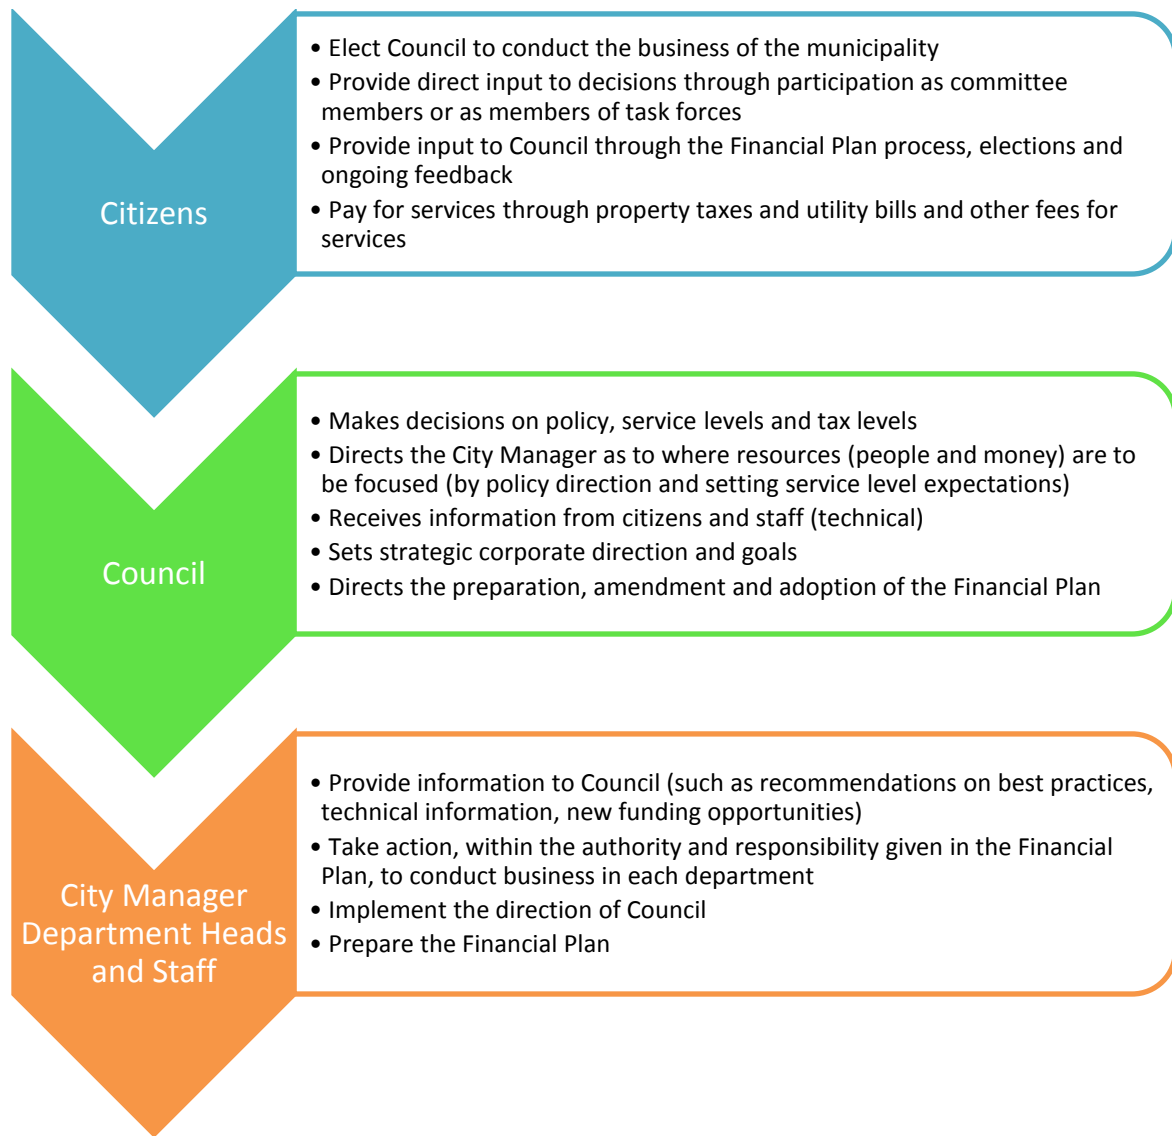 Citizens
• Elect Council to conduct the business of the municipality
• Provide direct input to decisions through participation as committee
members or as members of task forces
• Provide input to Council through the Financial Plan process, elections and
ongoing feedback
• Pay for services through property taxes and utility bills and other fees for
services
Council
• Makes decisions on policy, service levels and tax levels
• Directs the City Manager as to where resources (people and money) are to
be focused (by policy direction and setting service level expectations)
• Receives information from citizens and staff (technical)
• Sets strategic corporate direction and goals
• Directs the preparation, amendment and adoption of the Financial Plan
City Manager
Department Heads
and Staff
• Provide information to Council (such as recommendations on best practices,
technical information, new funding opportunities)
• Take action, within the authority and responsibility given in the Financial
Plan, to conduct business in each department
• Implement the direction of Council
• Prepare the Financial Plan